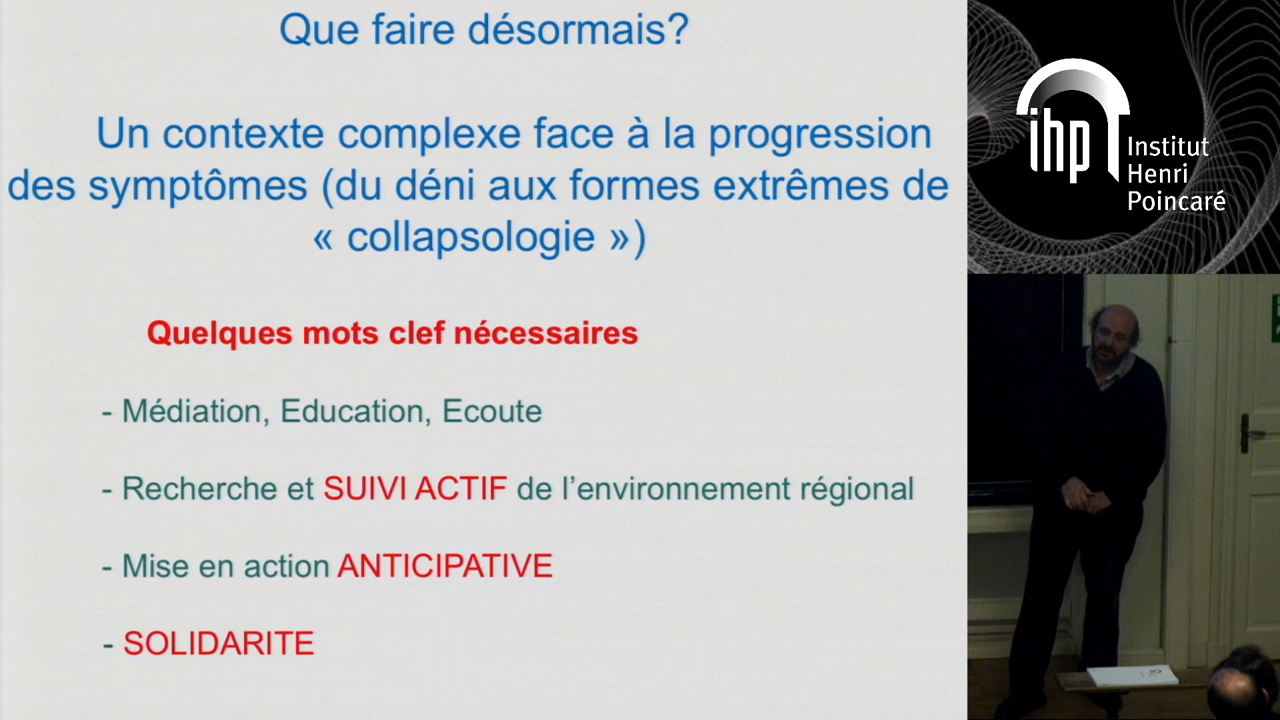 Que faire désormais?
Un contexte complexe face à la progression
des symptômes (du déni aux formes extrêmes de
« collapsologie »)
Quelques mots clef nécessaires
- Médiation, Education, Ecoute
- Recherche et SUIVI ACTIF de l’environnement régional
- Mise en action ANTICIPATIVE
- SOLIDARITE
ihp
Institut
Henri
Poincaré